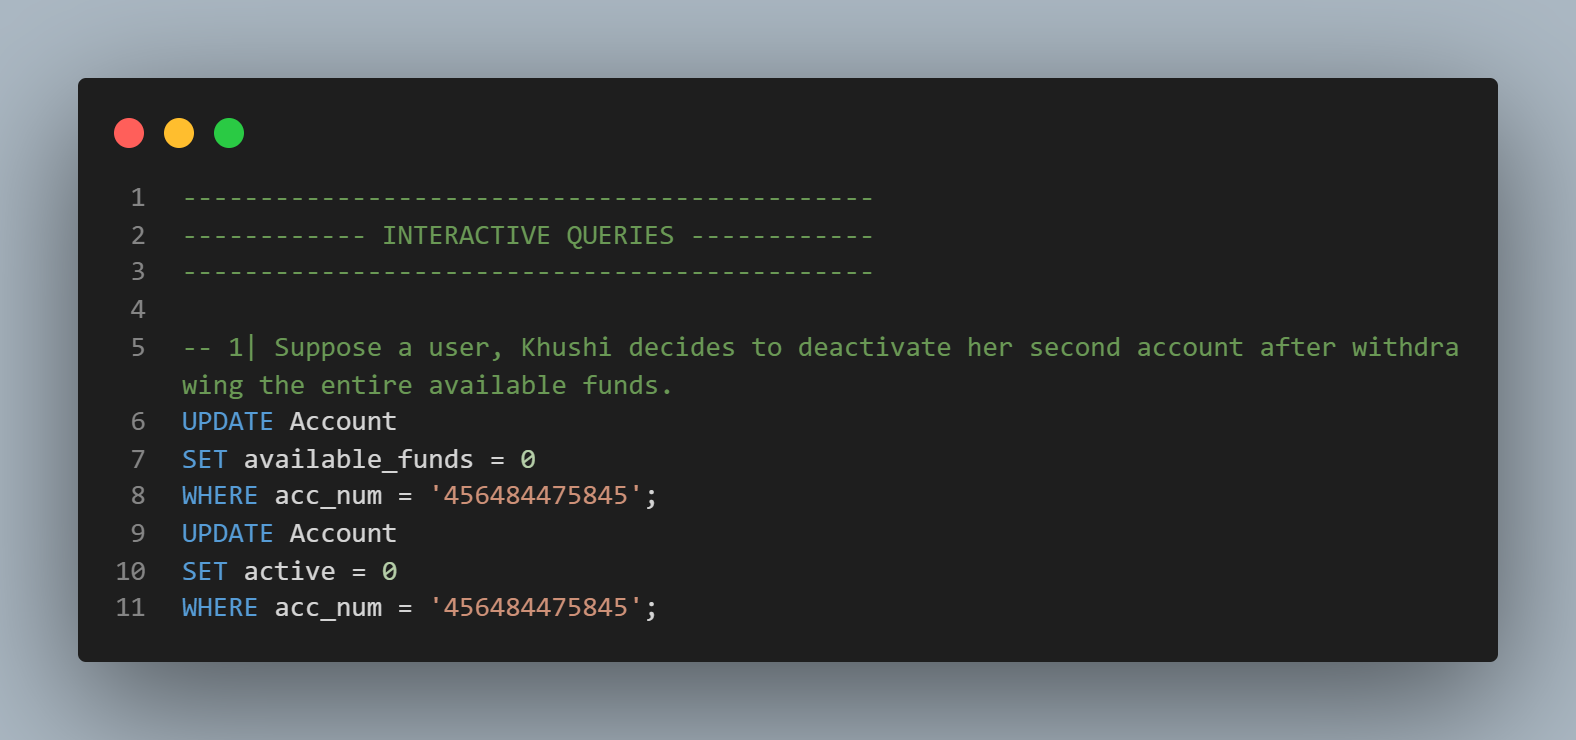 1 ---------------------------------------------
2 ------------ INTERACTIVE QUERIES ------------
3 ---------------------------------------------
4
5 -- 1| Suppose a user, Khushi decides to deactivate her second account after withdra
wing the entire available funds.
6 UPDATE Account
7 SET available_funds = 0
8 WHERE acc_num = '456484475845';
9 UPDATE Account
10 SET active = 0
11 WHERE acc_num = '456484475845';